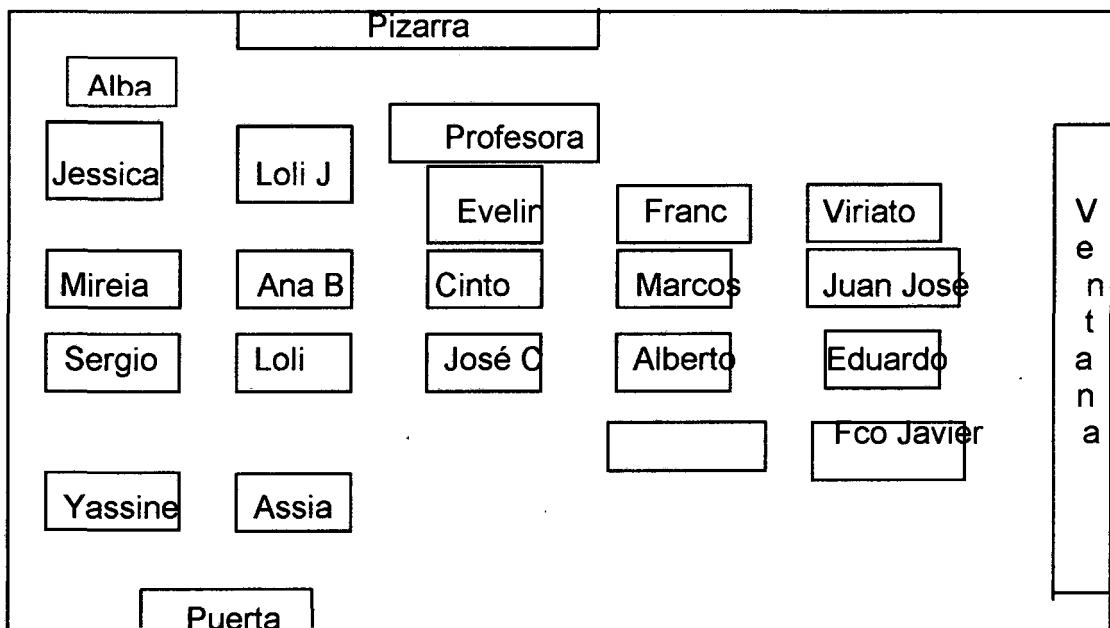 Pizarra
Alba
Profesora
Jessica
Loli J
Evelin
Franc
Viriato
Mireia
Ana B
Cinto
Marcos
Juan José
Sergio
Loli
José C
Alberto
Eduardo
Fco Javier
Yassine
Assia
Puerta
Ventana